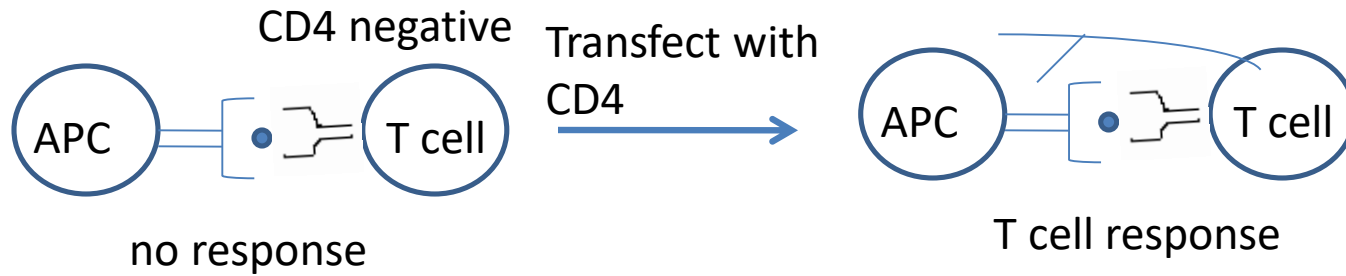 CD4 negative
APC
T cell
no response
Transfect with
CD4
APC
T cell
T cell response